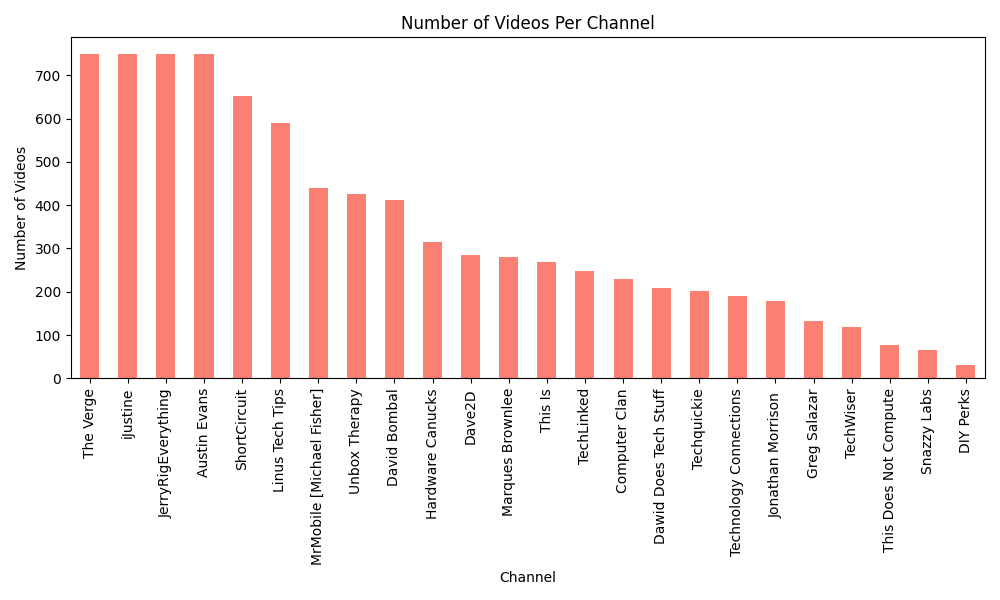 Number of Videos Per Channel
Number of Videos
700
600
500
400
300
200
100
0
The Verge
iJustine
JerryRigEverything
Austin Evans
ShortCircuit
Linus Tech Tips
MrMobile [Michael Fisher]
Unbox Therapy
David Bombal
Hardware Canucks
Dave2D
Marques Brownlee
This Is
TechLinked
Computer Clan
Dawid Does Tech Stuff
Techquickie
Technology Connections
Jonathan Morrison
Greg Salazar
TechWiser
This Does Not Compute
Snazzy Labs
DIY Perks
Channel